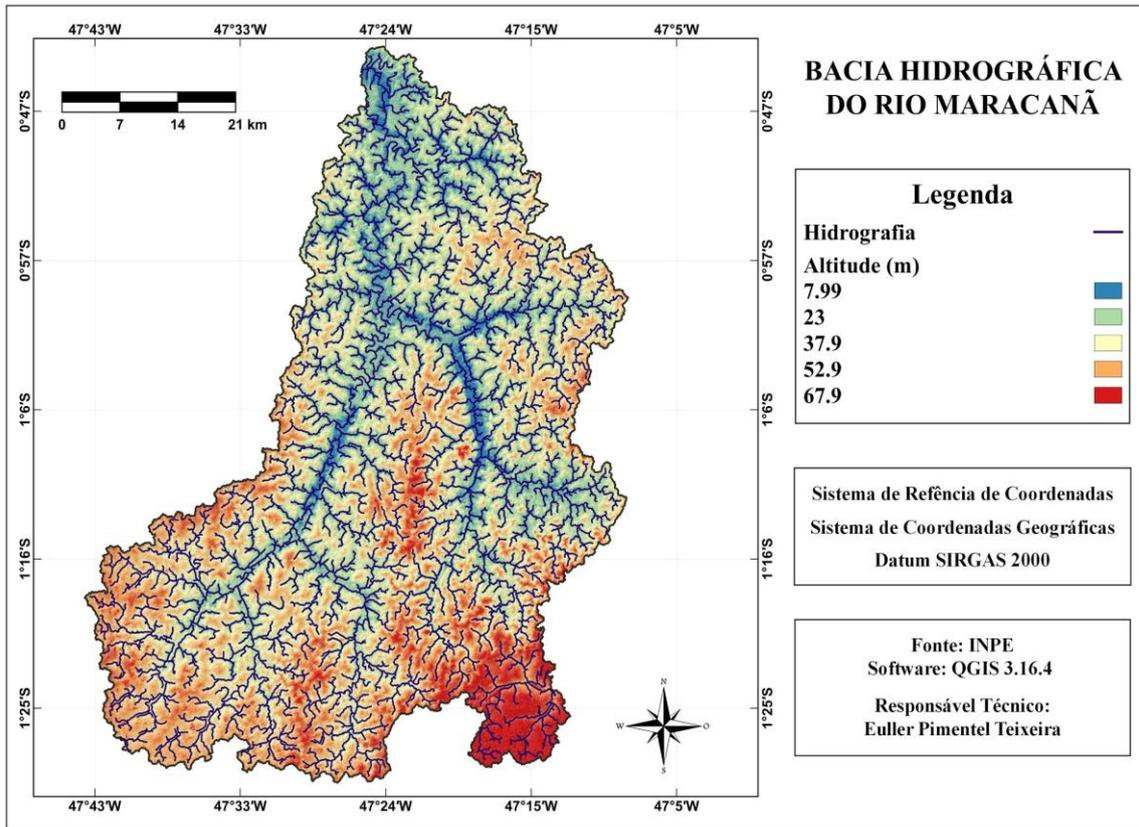 47°43'W 47°33'W 47°24'W 47°15'W 47°5'W
0°47'S
0°57'S
1°6'S
1°16'S
1°25'S
0 7 14 21 km
0°47'S
0°57'S
1°6'S
1°16'S
1°25'S
N
W O
S
47°43'W 47°33'W 47°24'W 47°15'W 47°5'W
BACIA HIDROGRÁFICA
DO RIO MARACANÃ
Legenda
Hidrografia
Altitude (m)
7.99
23
37.9
52.9
67.9
Sistema de Refência de Coordenadas
Sistema de Coordenadas Geográficas
Datum SIRGAS 2000
Fonte: INPE
Software: QGIS 3.16.4
Responsável Técnico:
Euller Pimentel Teixeira